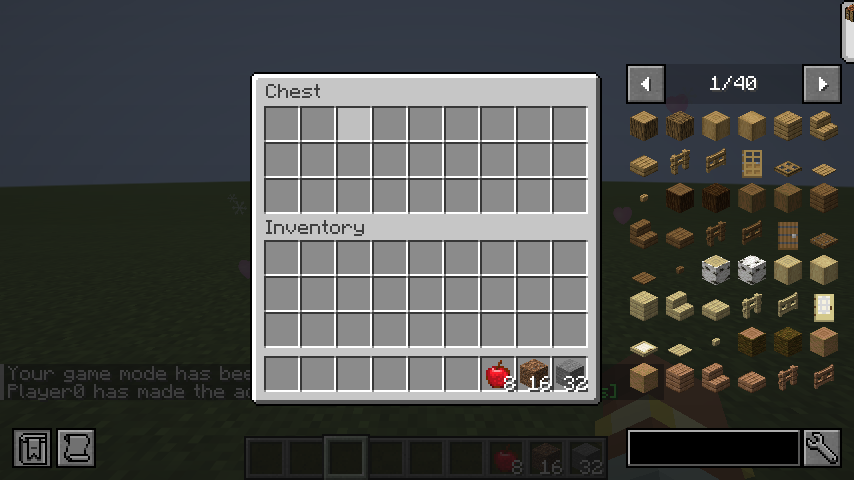 Chest
1/40
Inventory
8 16 32
Your game mode has bee
Player0 has made the a
s]
8 16 32